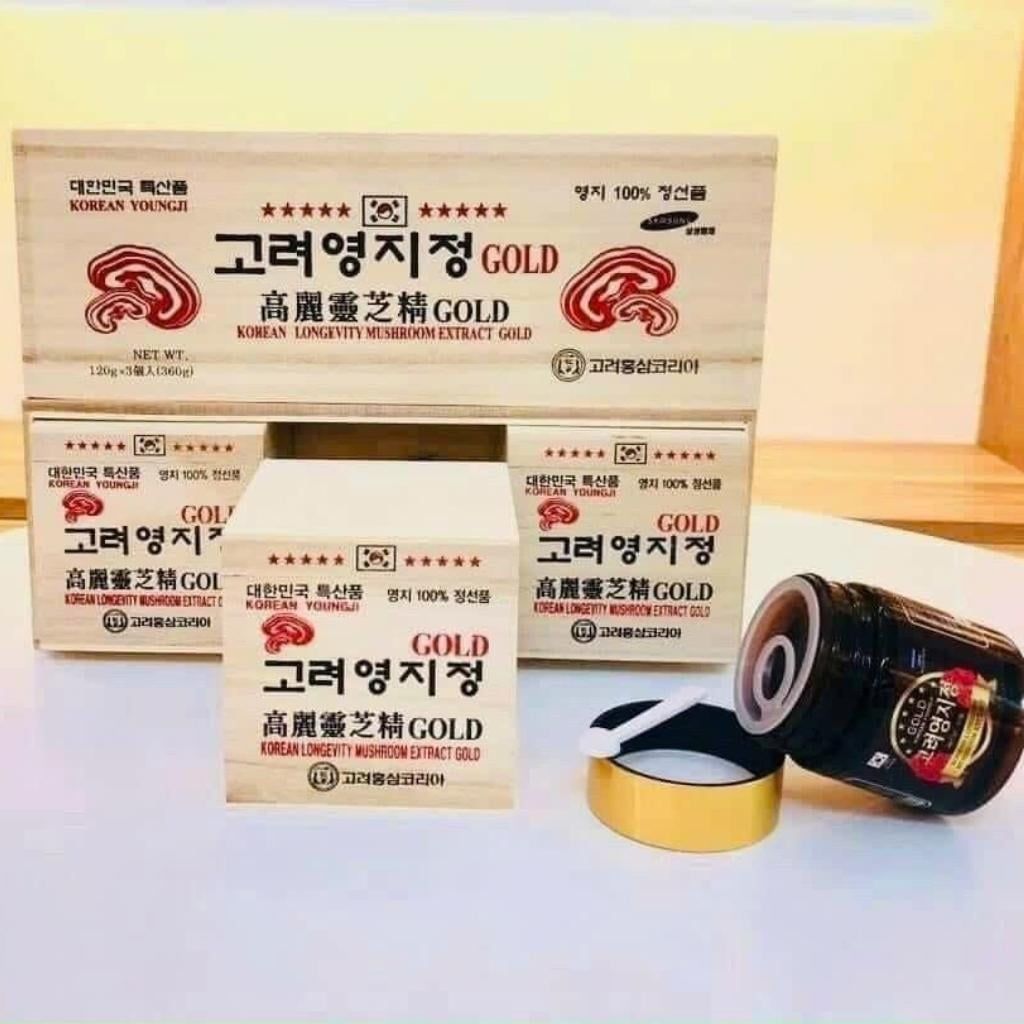 대한민국 특산품
KOREAN YOUNGJI
영지 100% 정선품
SAMSUNG
고려영지정 GOLD
高麗靈芝精 GOLD
KOREAN LONGEVITY MUSHROOM EXTRACT GOLD
NET WT.
120g×3個入(360g)
고려홍삼코리아
대한민국 특산품
KOREAN YOUNGJI
영지 100% 정선품
GOL
고려영지정
高麗靈芝精 GOL
KOREAN LONGEVITY MUSHROOM EXTRACT G
고려홍삼코리아
대한민국 특산품
KOREAN YOUNGJI
영지 100% 정선품
GOLD
고려영지정
高麗靈芝精 GOLD
KOREAN LONGEVITY MUSHROOM EXTRACT GOLD
고려홍삼코리아
대한민국 특산품
KOREAN YOUNGJI
영지 100% 정선품
GOLD
고려영지정
高麗靈芝精 GOLD
KOREAN LONGEVITY MUSHROOM EXTRACT GOLD
고려홍삼코리아
GOLD
고려영지정